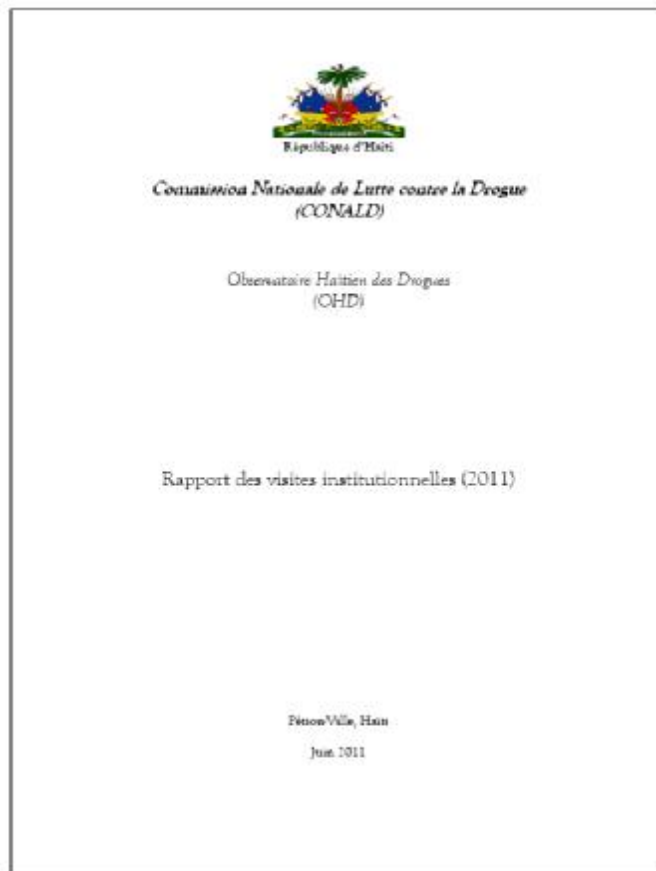 République d'Haïti
Commission Nationale de Lutte contre la Drogue
(CONALD)
Observatoire Haïtien des Drogues
(OHD)
Rapport des visites institutionnelles (2011)
Pétion-Ville, Haïti
2011